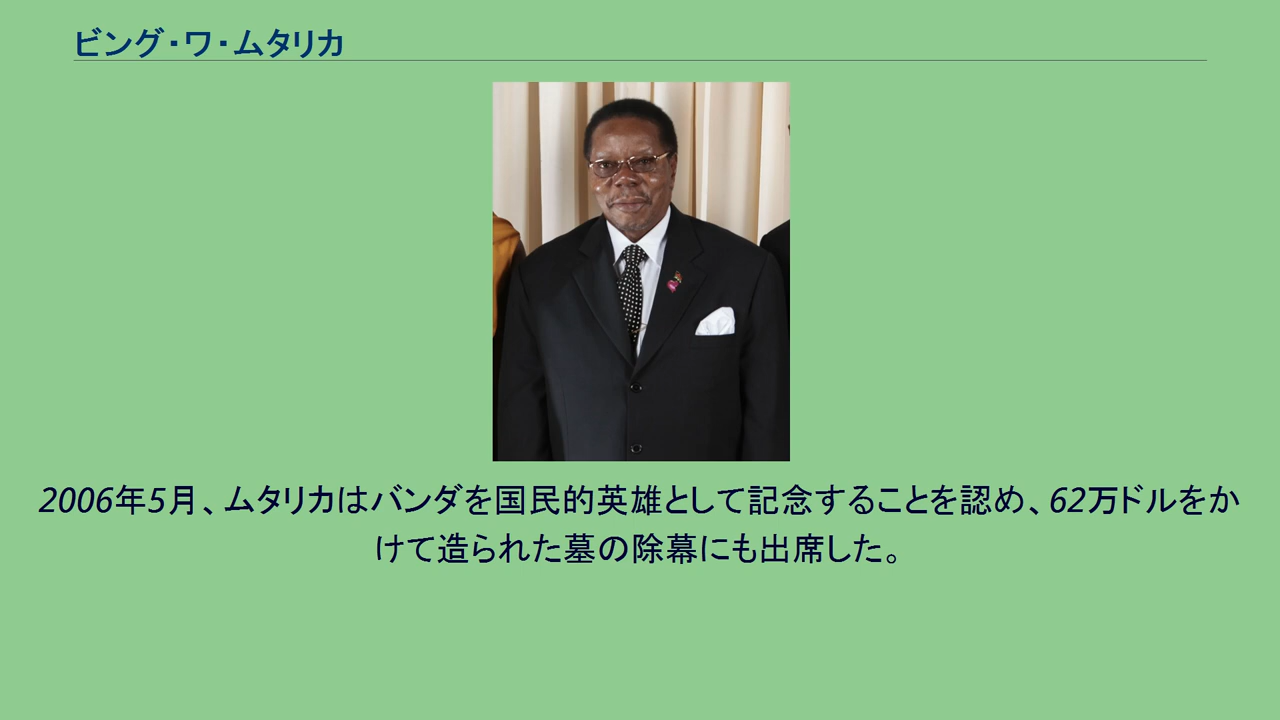 ビング・ワ・ムタリカ
2006年5月、ムタリカはバンダを国民的英雄として記念することを認め、62万ドルをか
けて造られた墓の除幕にも出席した。